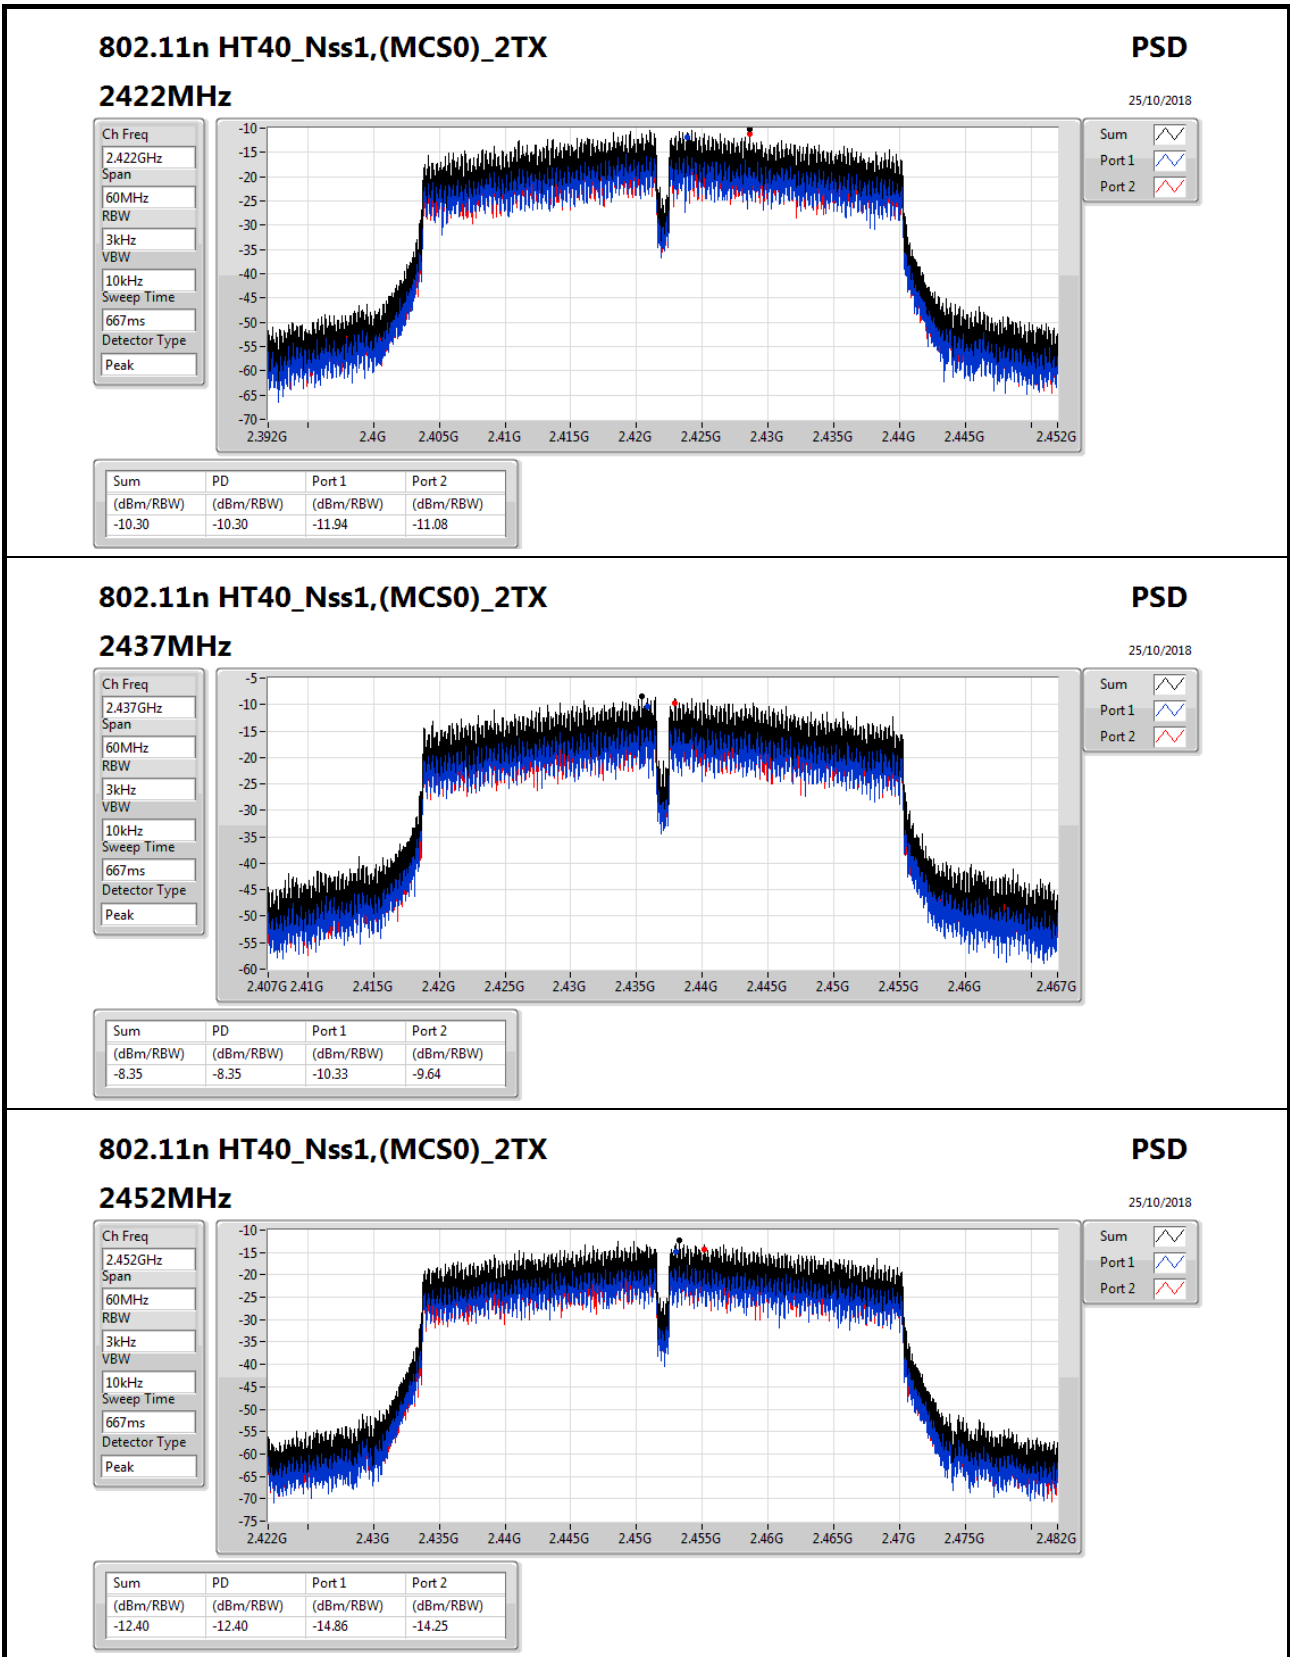 802.11n HT40_Nss1,(MCS0)_2TX PSD
2422MHz 25/10/2018
Ch Freq
2.422GHz
Span
60MHz
RBW
3kHz
VBW
10kHz
Sweep Time
667ms
Detector Type
Peak
-10
-15
-20
-25
-30
-35
-40
-45
-50
-55
-60
-65
-70
2.392G 2.4G 2.405G 2.41G 2.415G 2.42G 2.425G 2.43G 2.435G 2.44G 2.445G 2.452G
Sum
Port 1
Port 2
Sum PD Port 1 Port 2
(dBm/RBW) (dBm/RBW) (dBm/RBW) (dBm/RBW)
-10.30 -10.30 -11.94 -11.08
802.11n HT40_Nss1,(MCS0)_2TX PSD
2437MHz 25/10/2018
Ch Freq
2.437GHz
Span
60MHz
RBW
3kHz
VBW
10kHz
Sweep Time
667ms
Detector Type
Peak
-5
-10
-15
-20
-25
-30
-35
-40
-45
-50
-55
-60
2.407G 2.41G 2.415G 2.42G 2.425G 2.43G 2.435G 2.44G 2.445G 2.45G 2.455G 2.46G 2.467G
Sum
Port 1
Port 2
Sum PD Port 1 Port 2
(dBm/RBW) (dBm/RBW) (dBm/RBW) (dBm/RBW)
-8.35 -8.35 -10.33 -9.64
802.11n HT40_Nss1,(MCS0)_2TX PSD
2452MHz 25/10/2018
Ch Freq
2.452GHz
Span
60MHz
RBW
3kHz
VBW
10kHz
Sweep Time
667ms
Detector Type
Peak
-10
-15
-20
-25
-30
-35
-40
-45
-50
-55
-60
-65
-70
-75
2.422G 2.43G 2.435G 2.44G 2.445G 2.45G 2.455G 2.46G 2.465G 2.47G 2.475G 2.482G
Sum
Port 1
Port 2
Sum PD Port 1 Port 2
(dBm/RBW) (dBm/RBW) (dBm/RBW) (dBm/RBW)
-12.40 -12.40 -14.86 -14.25